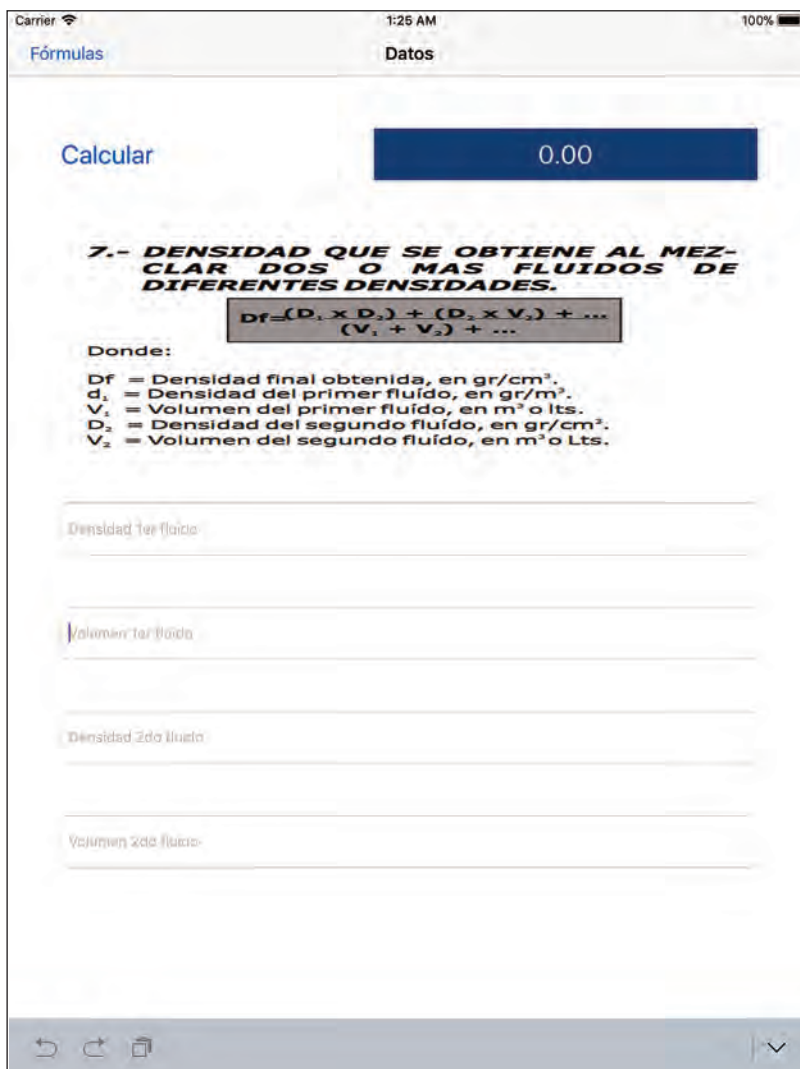 Carrier 1:25 AM 100%
Fórmulas Datos
Calcular 0.00
7.- DENSIDAD QUE SE OBTIENE AL MEZ-
CLAR DOS O MAS FLUIDOS DE
DIFERENTES DENSIDADES.
Df=(D₁ x D₂) + (D₂ x V₂) + ...
(V₁ + V₂) + ...
Donde:
Df = Densidad final obtenida, en gr/cm³.
d₁ = Densidad del primer fluído, en gr/m³.
V₁ = Volumen del primer fluído, en m³ o lts.
D₂ = Densidad del segundo fluído, en gr/cm³.
V₂ = Volumen del segundo fluído, en m³ o Lts.
Densidad 1er fluido
Volumen 1er fluido
Densidad 2do fluido
Volumen 2do fluido